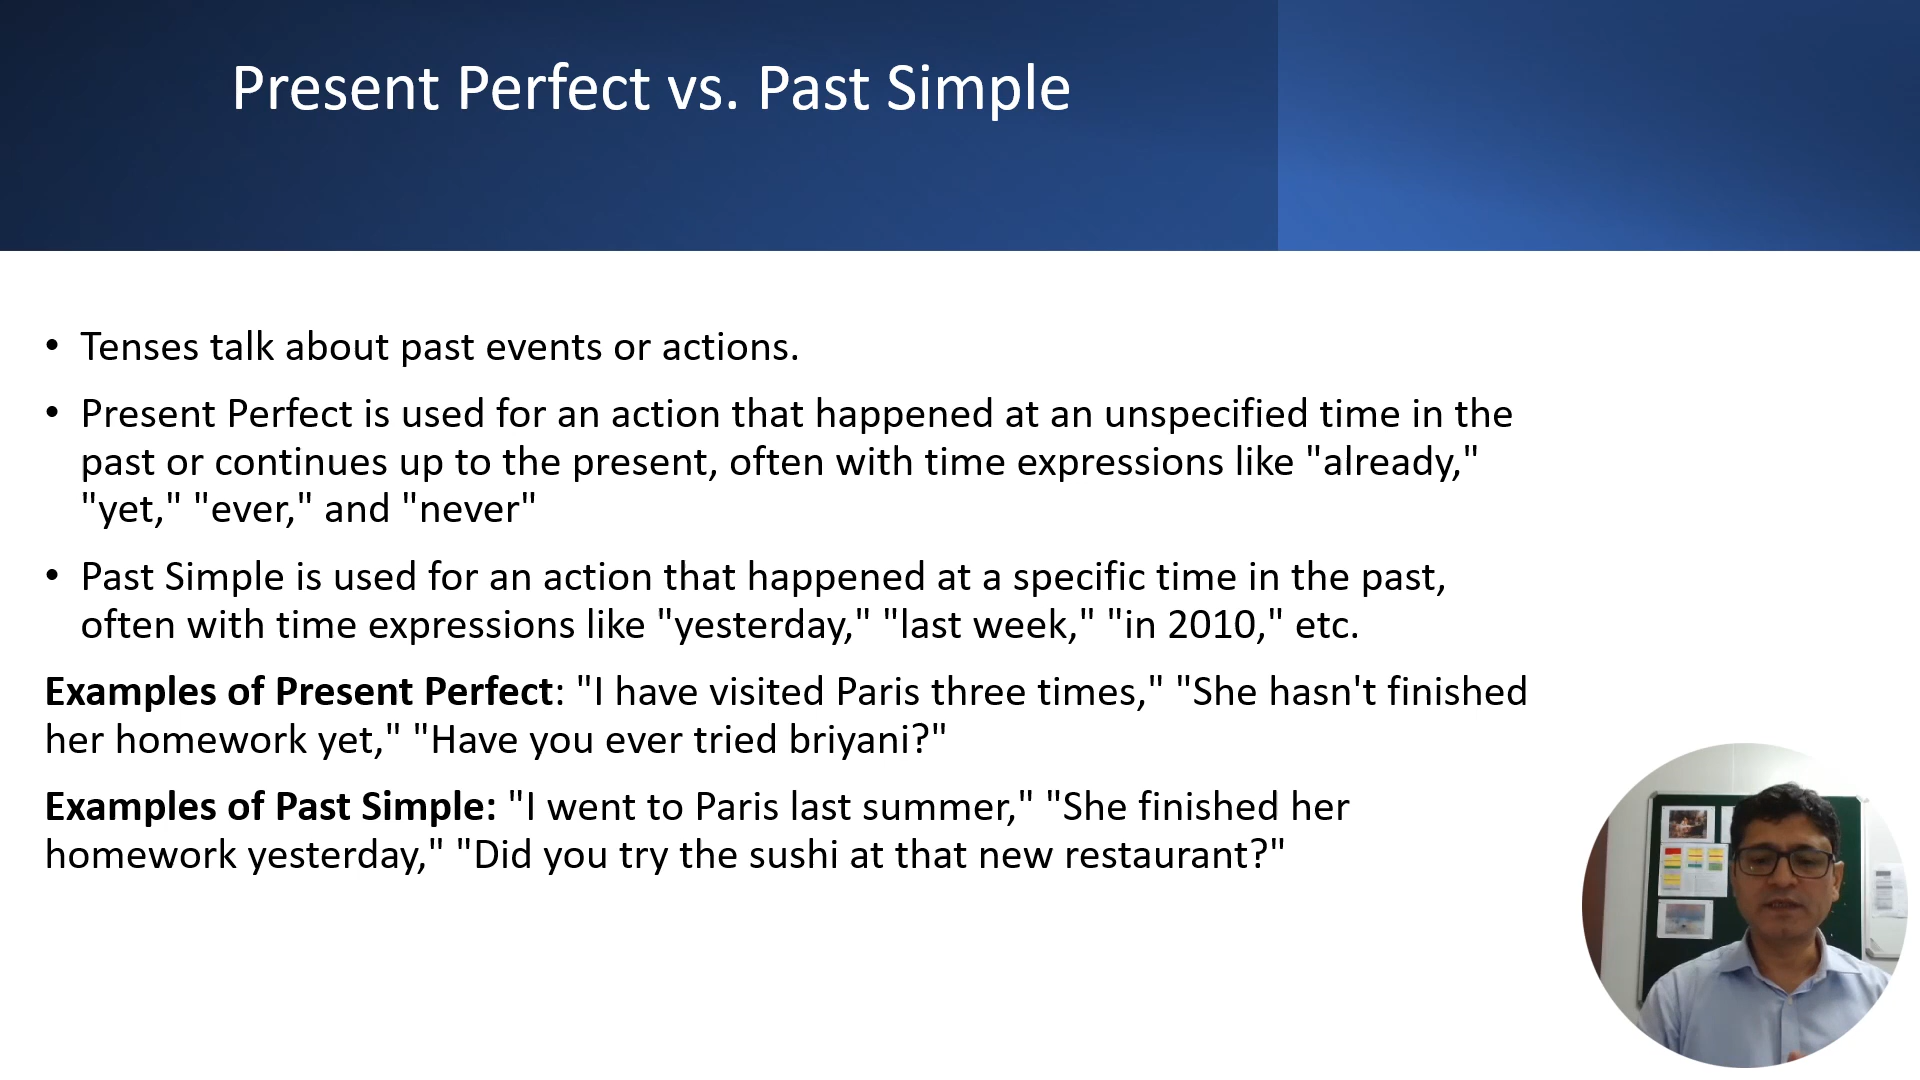 Present Perfect vs. Past Simple
• Tenses talk about past events or actions.
• Present Perfect is used for an action that happened at an unspecified time in the
past or continues up to the present, often with time expressions like "already,"
"yet," "ever," and "never"
• Past Simple is used for an action that happened at a specific time in the past,
often with time expressions like "yesterday," "last week," "in 2010," etc.
Examples of Present Perfect: "I have visited Paris three times," "She hasn't finished
her homework yet," "Have you ever tried briyani?"
Examples of Past Simple: "I went to Paris last summer," "She finished her
homework yesterday," "Did you try the sushi at that new restaurant?"